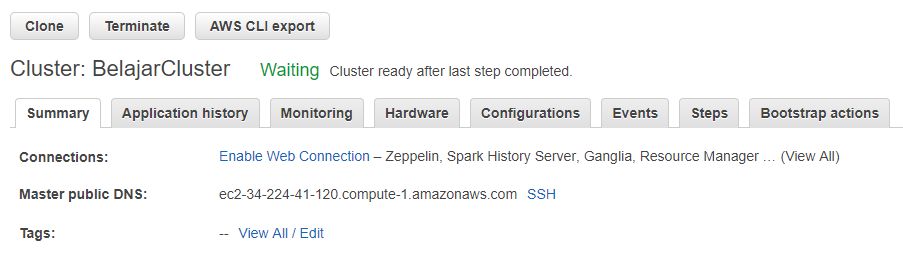 Clone Terminate AWS CLI export
Cluster: BelajarCluster Waiting Cluster ready after last step completed.
Summary Application history Monitoring Hardware Configurations Events Steps Bootstrap actions
Connections: Enable Web Connection – Zeppelin, Spark History Server, Ganglia, Resource Manager … (View All)
Master public DNS: ec2-34-224-41-120.compute-1.amazonaws.com SSH
Tags: -- View All / Edit